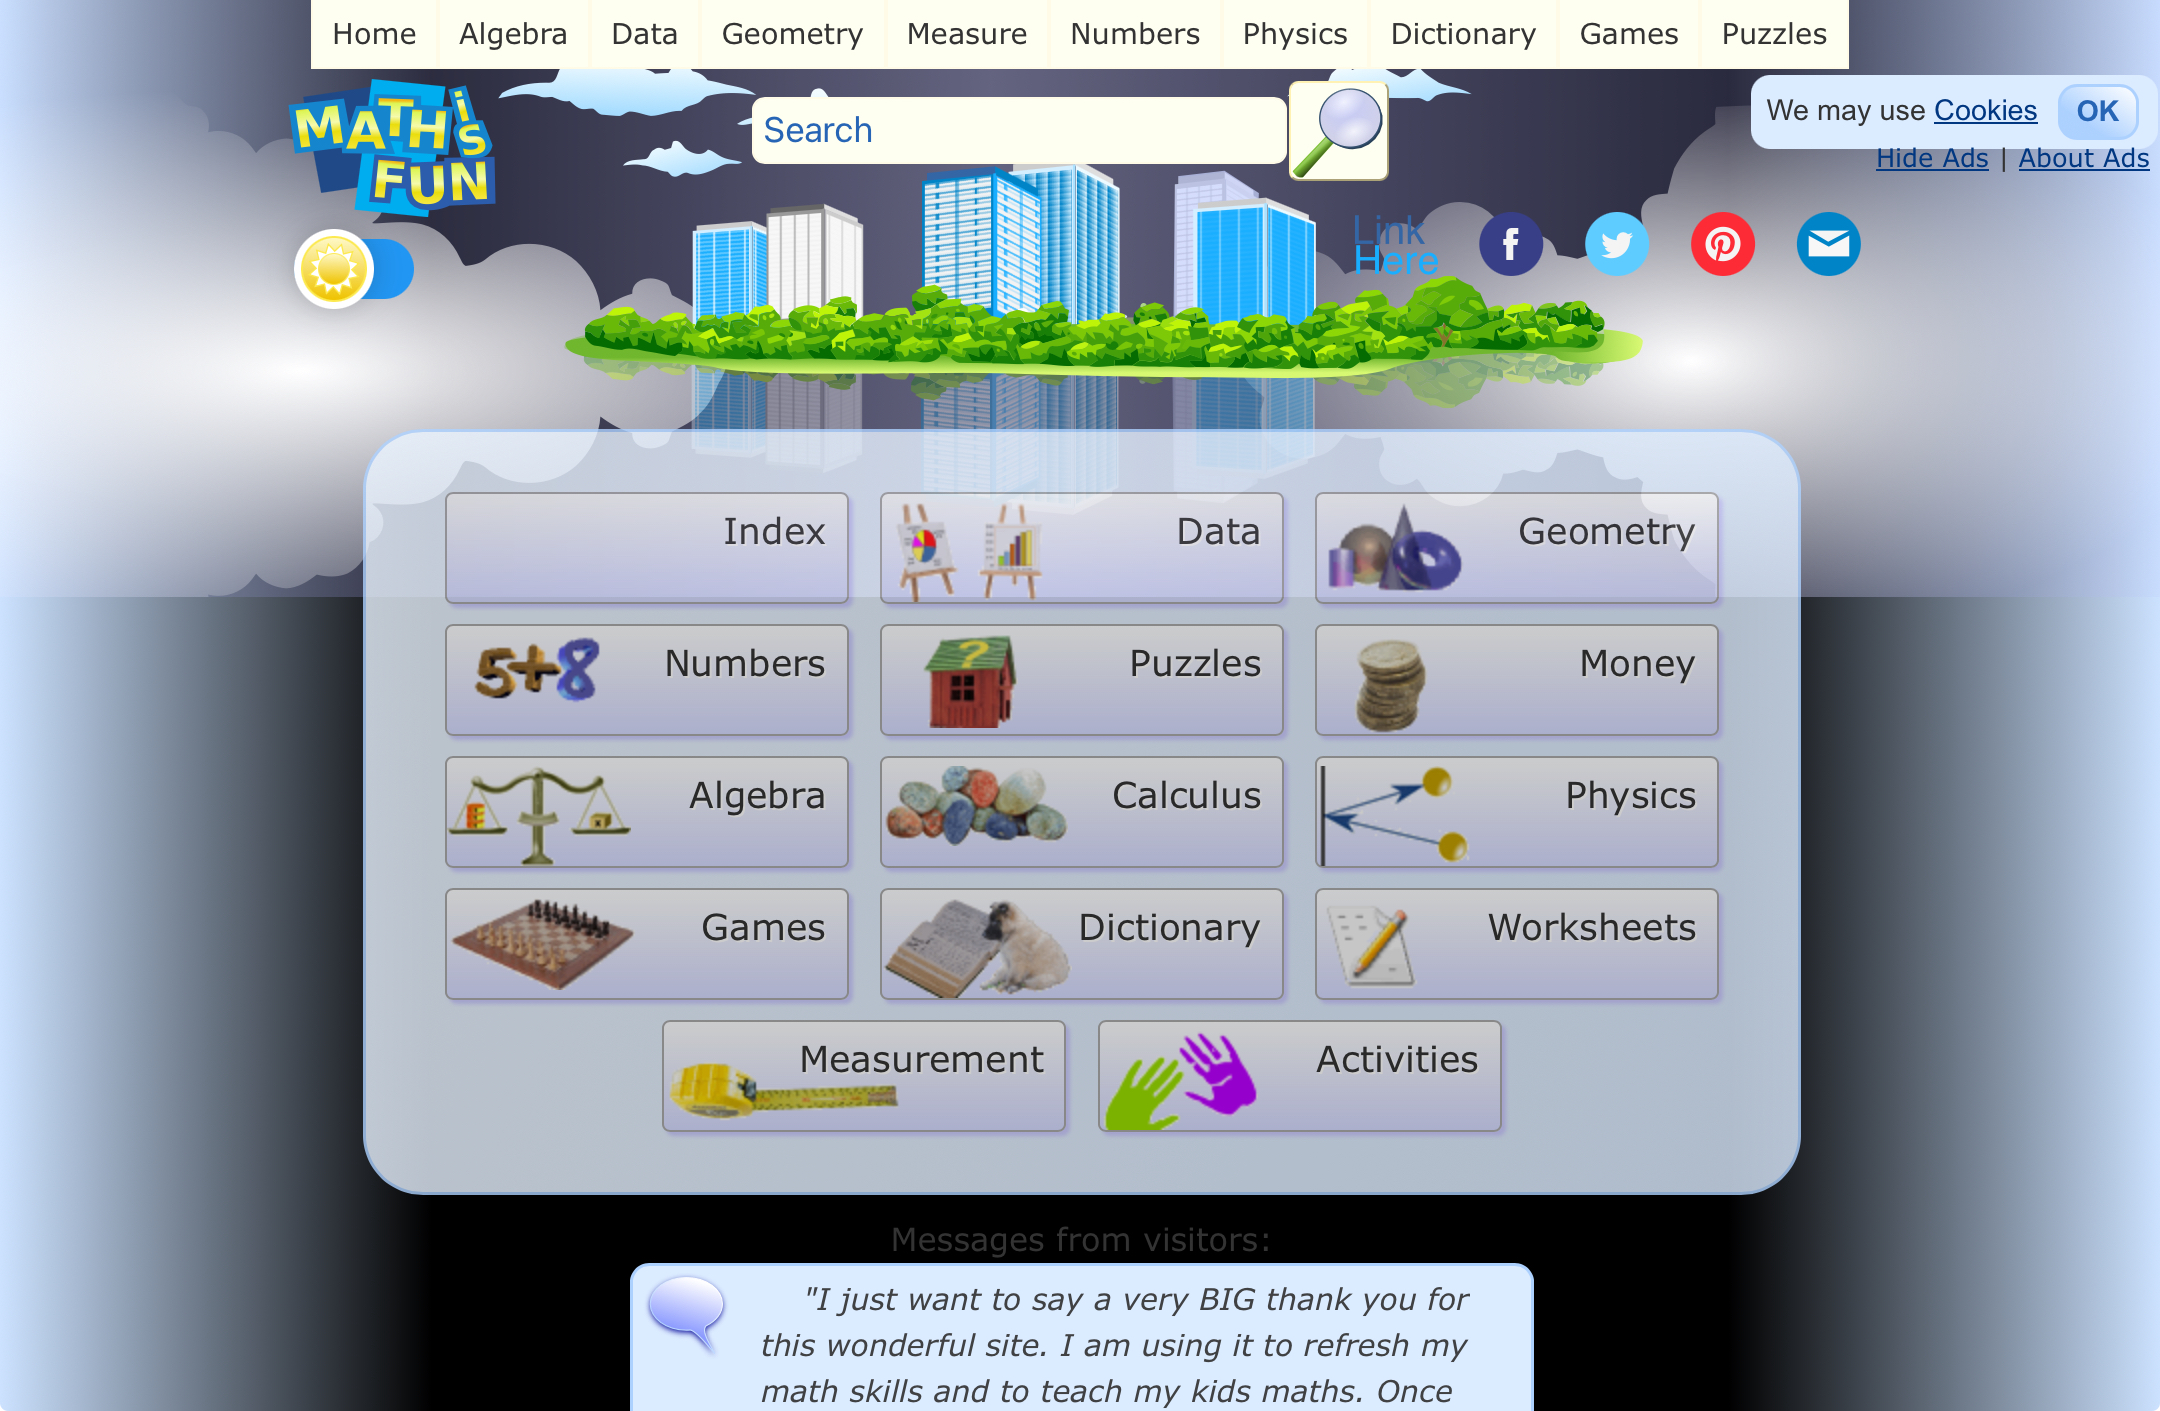 Home Algebra Data Geometry Measure Numbers Physics Dictionary Games Puzzles
MATH is
FUN
Search
We may use Cookies OK
Hide Ads | About Ads
Link
Here
Index
Data
Geometry
5+8 Numbers
? Puzzles
Money
Algebra
Calculus
Physics
Games
Dictionary
Worksheets
Measurement
Activities
Messages from visitors:
"I just want to say a very BIG thank you for
this wonderful site. I am using it to refresh my
math skills and to teach my kids maths. Once